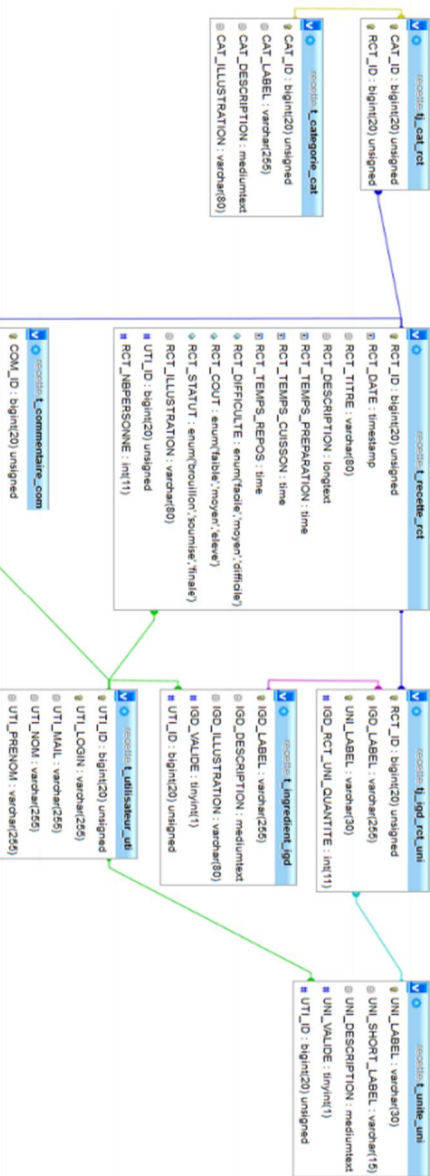 recette tj_cat_rct
CAT_ID : bigint(20) unsigned
RCT_ID : bigint(20) unsigned
recette t_categorie_cat
CAT_ID : bigint(20) unsigned
CAT_LABEL : varchar(255)
CAT_DESCRIPTION : mediumtext
CAT_ILLUSTRATION : varchar(80)
recette t_recette_rct
RCT_ID : bigint(20) unsigned
RCT_DATE : timestamp
RCT_TITRE : varchar(80)
RCT_DESCRIPTION : longtext
RCT_TEMPS_PREPARATION : time
RCT_TEMPS_CUISSON : time
RCT_TEMPS_REPOS : time
RCT_DIFFICULTE : enum('facile','moyen','difficile')
RCT_COUT : enum('faible','moyen','eleve')
RCT_STATUT : enum('brouillon','soumise','finale')
RCT_ILLUSTRATION : varchar(80)
UTI_ID : bigint(20) unsigned
RCT_NBPERSONNE : int(11)
recette t_commentaire_com
COM_ID : bigint(20) unsigned
recette tj_igd_rct_uni
RCT_ID : bigint(20) unsigned
IGD_LABEL : varchar(255)
UNI_LABEL : varchar(30)
IGD_RCT_UNI_QUANTITE : int(11)
recette t_ingredient_igd
IGD_LABEL : varchar(255)
IGD_DESCRIPTION : mediumtext
IGD_ILLUSTRATION : varchar(80)
IGD_VALIDE : tinyint(1)
UTI_ID : bigint(20) unsigned
recette t_utilisateur_uti
UTI_ID : bigint(20) unsigned
UTI_LOGIN : varchar(255)
UTI_MAIL : varchar(255)
UTI_NOM : varchar(255)
UTI_PRENOM : varchar(255)
recette t_unite_uni
UNI_LABEL : varchar(30)
UNI_SHORT_LABEL : varchar(15)
UNI_DESCRIPTION : mediumtext
UNI_VALIDE : tinyint(1)
UTI_ID : bigint(20) unsigned